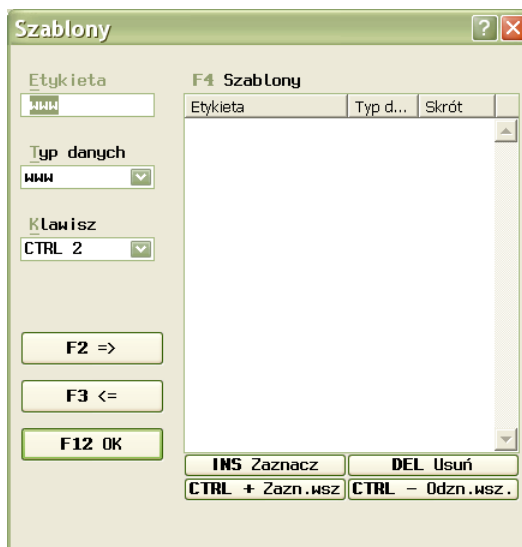 Szablony
Etykieta
www
Typ danych
www
Klawisz
CTRL 2
F2 =>
F3 <=
F12 OK
F4 Szablony
Etykieta Typ d... Skrót
INS Zaznacz DEL Usuń
CTRL + Zazn.wsz CTRL - Odzn.wsz.